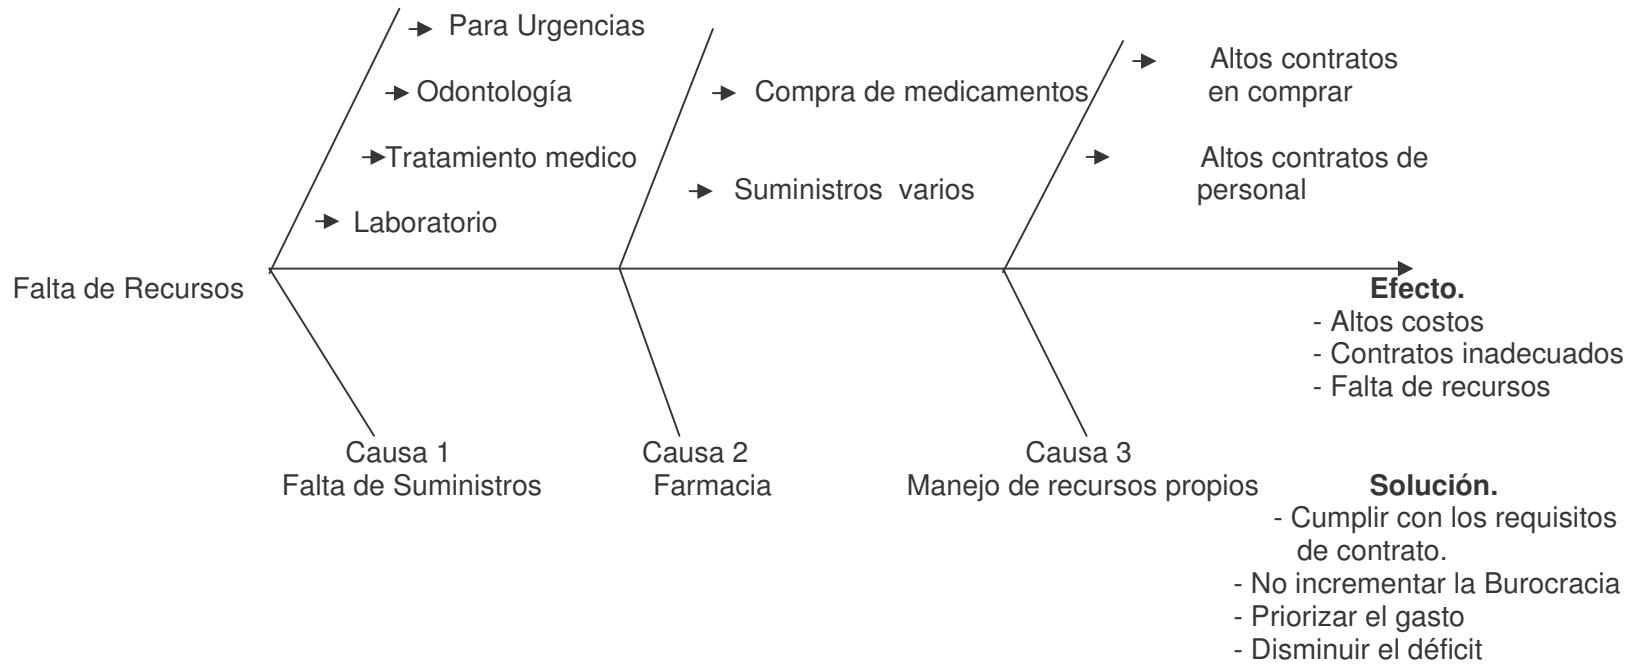 Para Urgencias
Odontología
Tratamiento medico
Laboratorio
Compra de medicamentos
Suministros varios
Altos contratos
en comprar
Altos contratos de
personal
Falta de Recursos
Efecto.
- Altos costos
- Contratos inadecuados
- Falta de recursos
Causa 1
Falta de Suministros
Causa 2
Farmacia
Causa 3
Manejo de recursos propios
Solución.
- Cumplir con los requisitos
de contrato.
- No incrementar la Burocracia
- Priorizar el gasto
- Disminuir el déficit